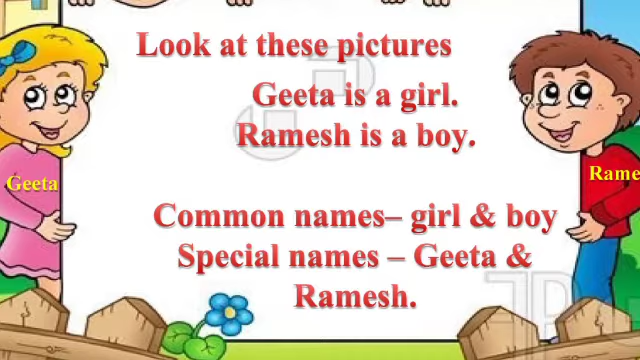 Look at these pictures
Geeta is a girl.
Ramesh is a boy.
Geeta
Rame
Common names– girl & boy
Special names – Geeta &
Ramesh.